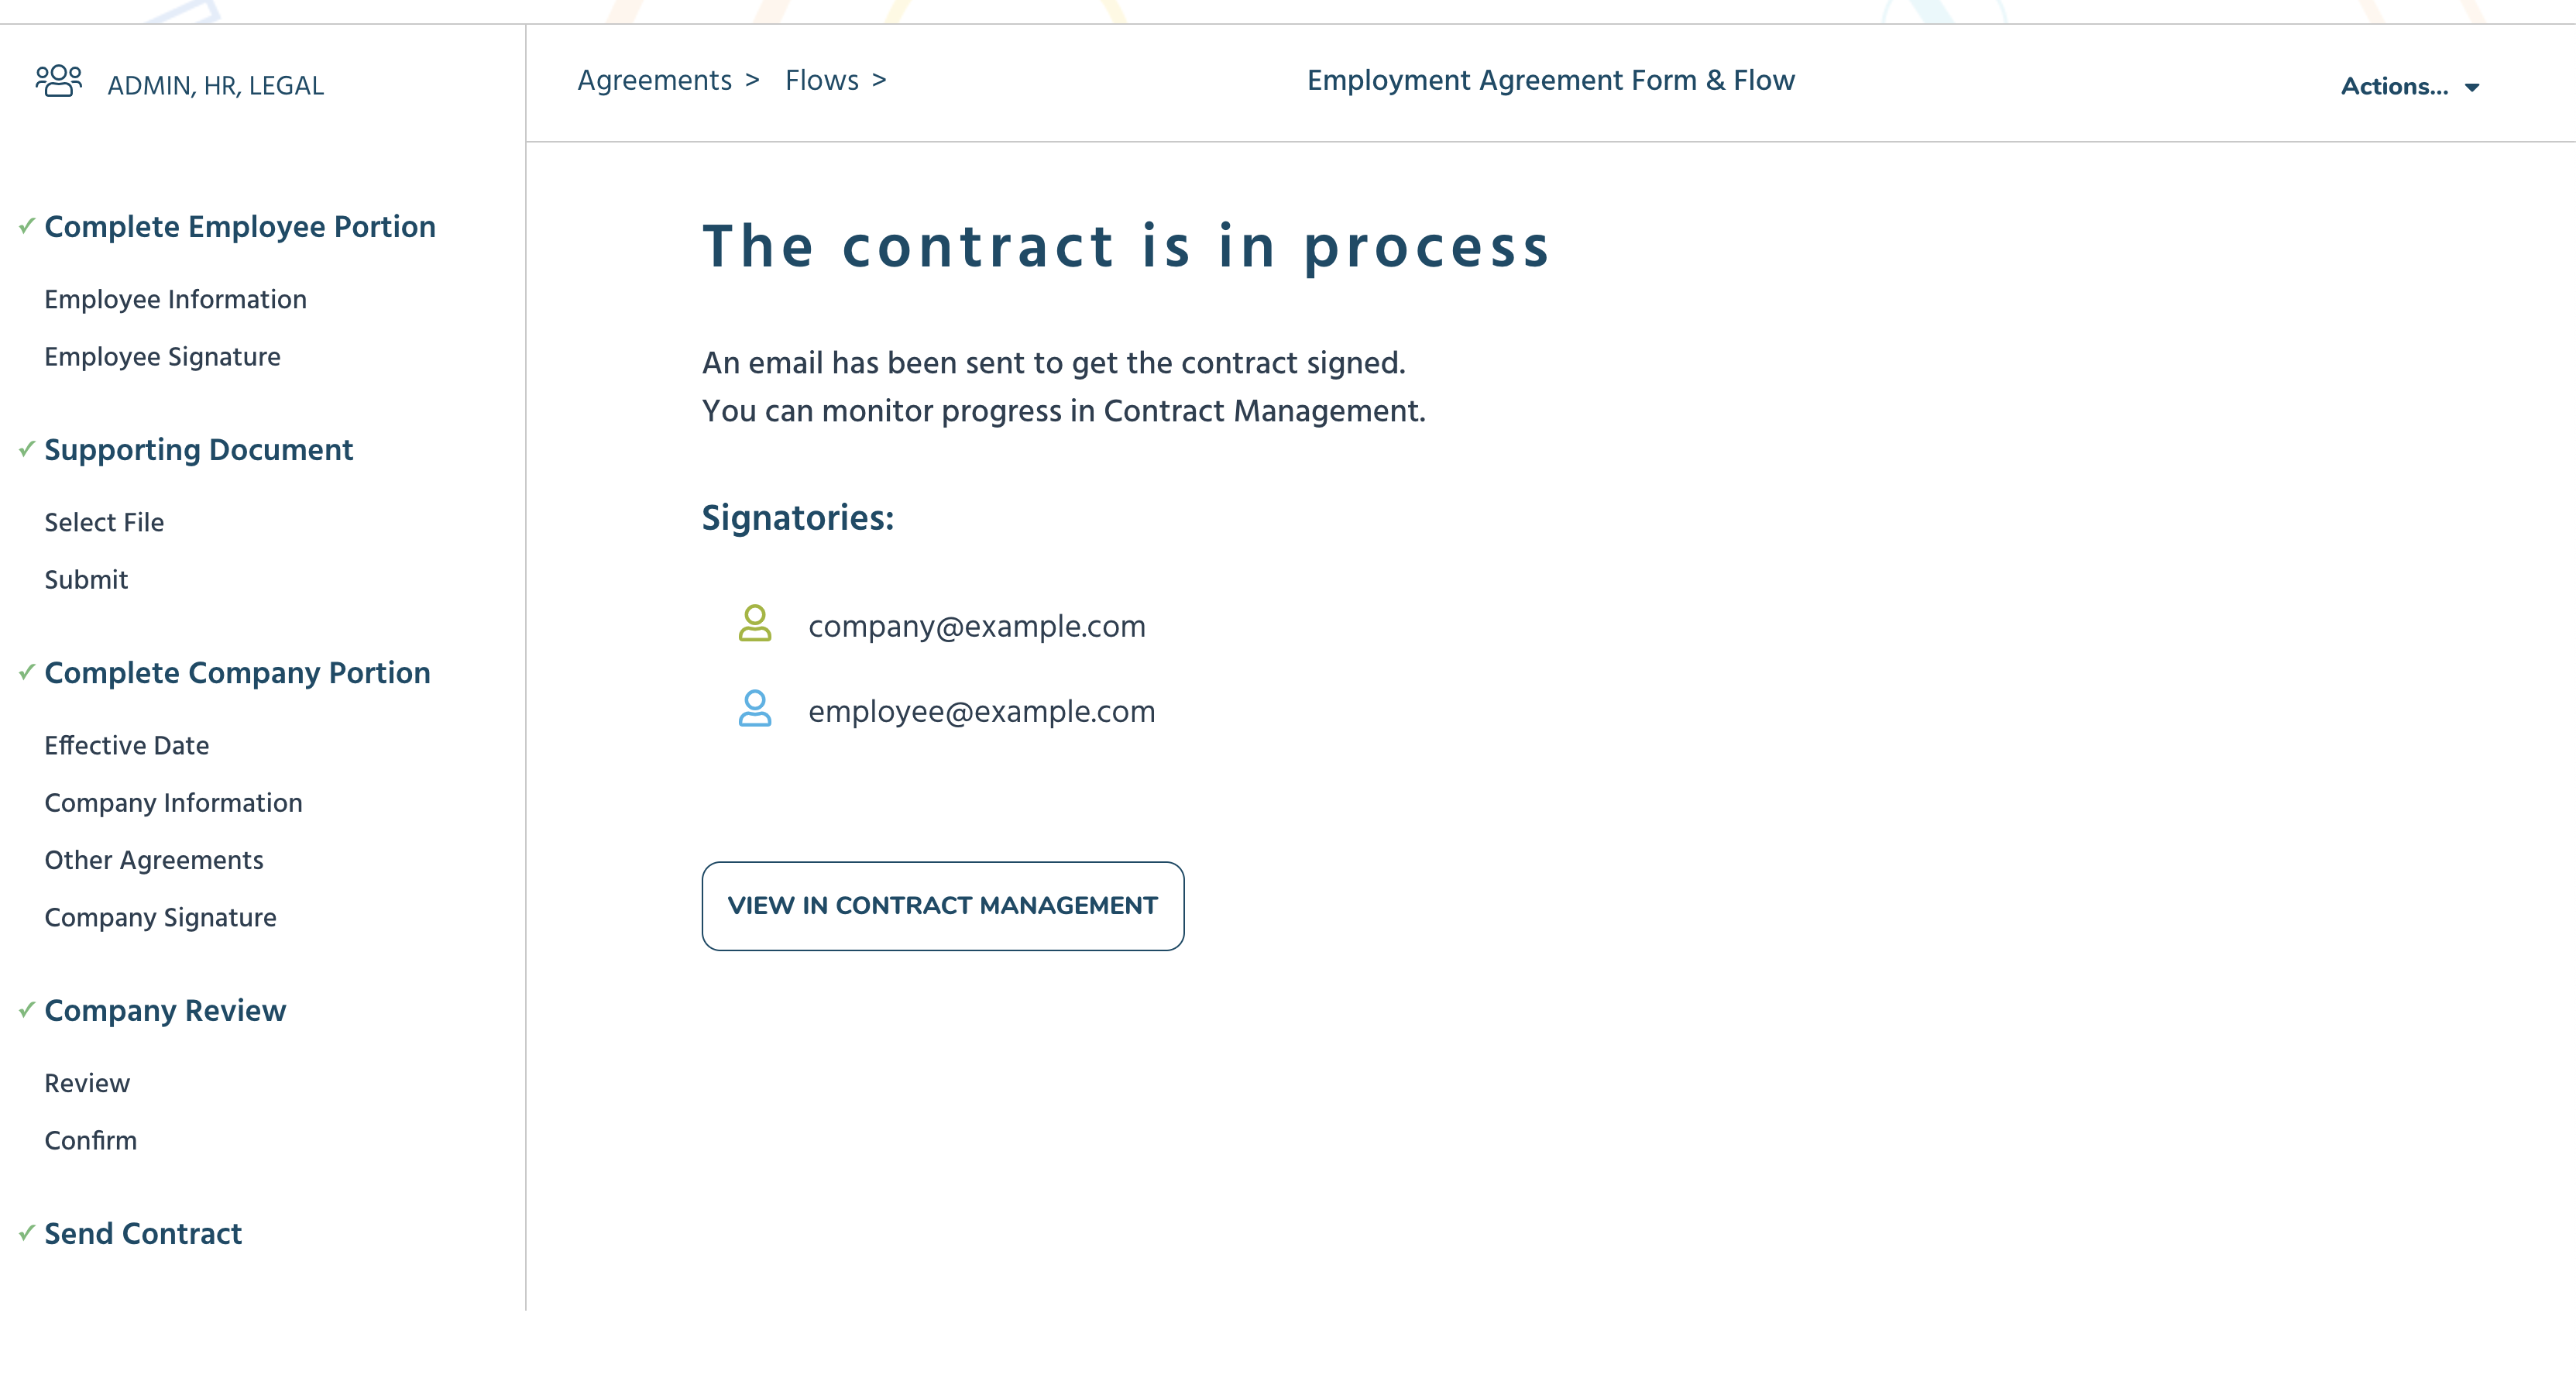 ADMIN, HR, LEGAL
Agreements > Flows >
Employment Agreement Form & Flow
Actions...
✓ Complete Employee Portion
Employee Information
Employee Signature
✓ Supporting Document
Select File
Submit
✓ Complete Company Portion
Effective Date
Company Information
Other Agreements
Company Signature
✓ Company Review
Review
Confirm
✓ Send Contract
The contract is in process
An email has been sent to get the contract signed.
You can monitor progress in Contract Management.
Signatories:
company@example.com
employee@example.com
VIEW IN CONTRACT MANAGEMENT